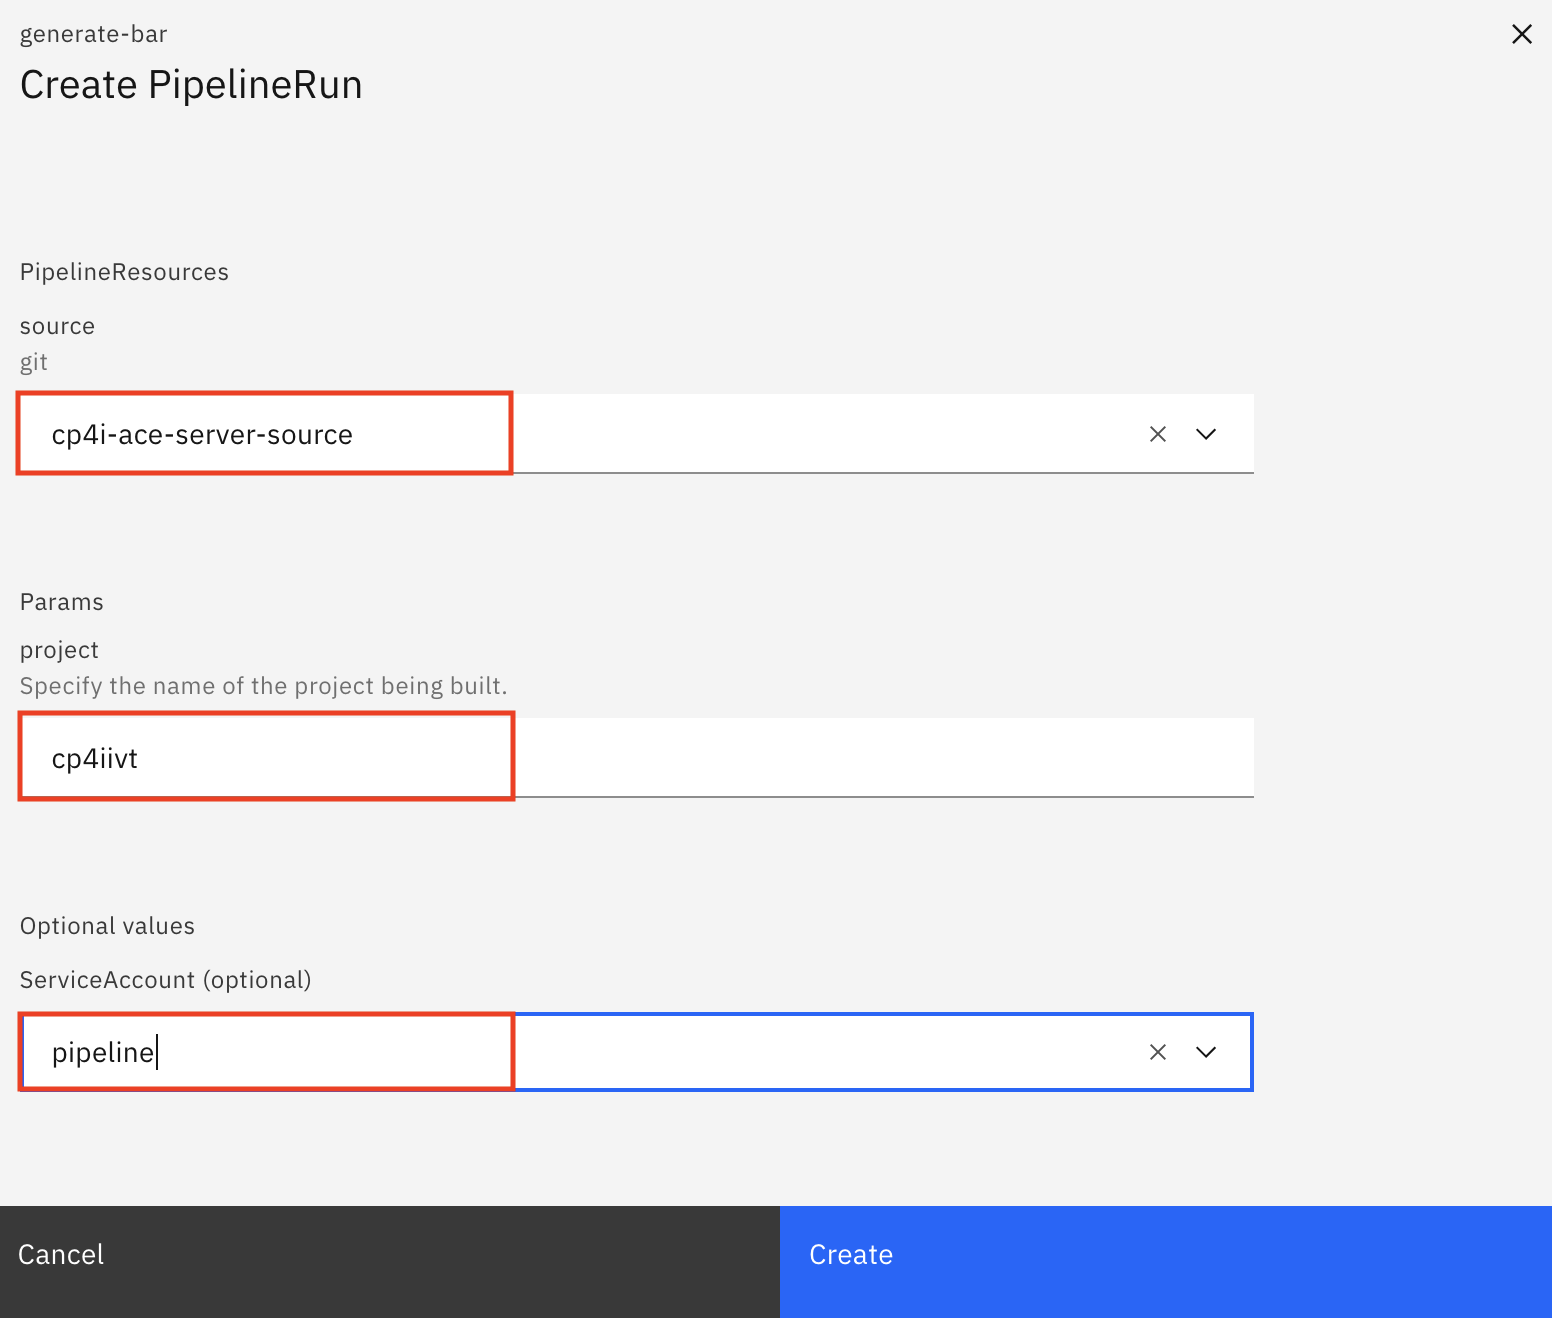 generate-bar
Create PipelineRun
PipelineResources
source
git
cp4i-ace-server-source
Params
project
Specify the name of the project being built.
cp4iivt
Optional values
ServiceAccount (optional)
pipeline
Cancel
Create